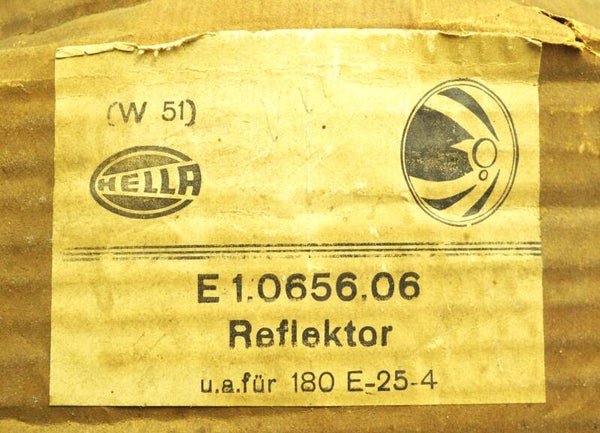 (W 51)
HELLA
E 1.0656.06
Reflektor
u.a.für 180 E-25-4